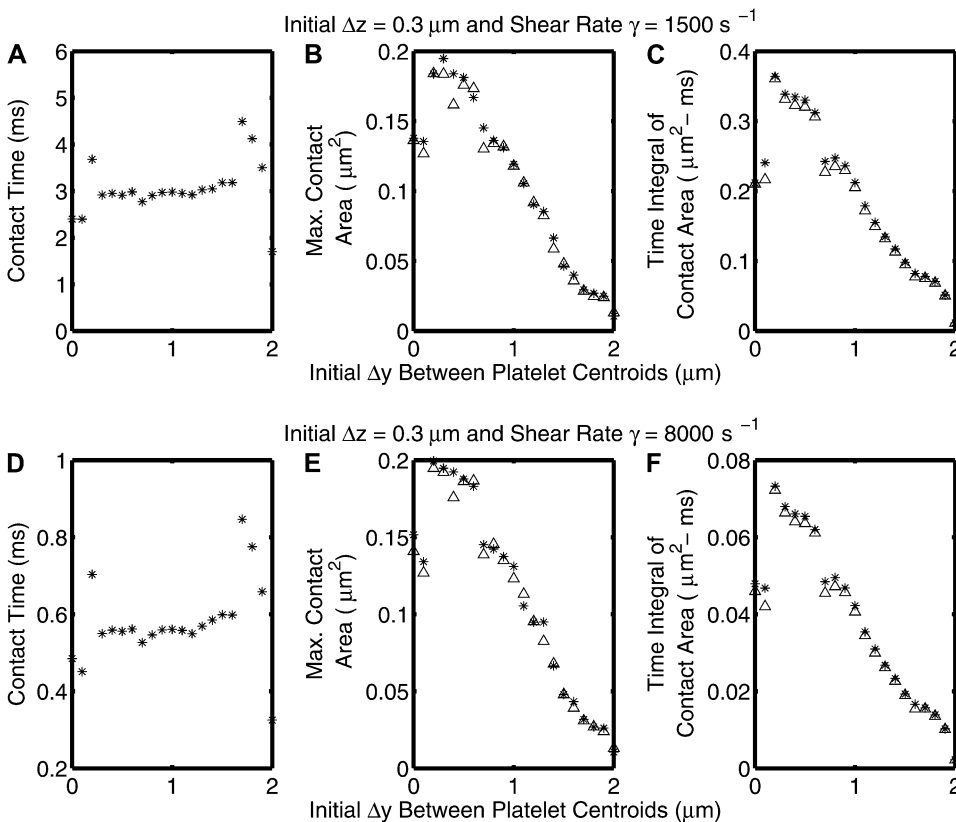 Initial Δz = 0.3 μm and Shear Rate γ = 1500 s⁻¹
A
B
C
6
5
4
3
2
1
0
0
1
2
Contact Time (ms)
0.2
0.15
0.1
0.05
0
0
1
2
Max. Contact
Area ( μm²)
0.4
0.3
0.2
0.1
0
0
1
2
Time Integral of
Contact Area ( μm²– ms)
Initial Δy Between Platelet Centroids (μm)
Initial Δz = 0.3 μm and Shear Rate γ = 8000 s⁻¹
D
E
F
1
0.8
0.6
0.4
0.2
0
1
2
Contact Time (ms)
0.2
0.15
0.1
0.05
0
0
1
2
Max. Contact
Area ( μm²)
0.08
0.06
0.04
0.02
0
0
1
2
Time Integral of
Contact Area ( μm²– ms)
Initial Δy Between Platelet Centroids (μm)